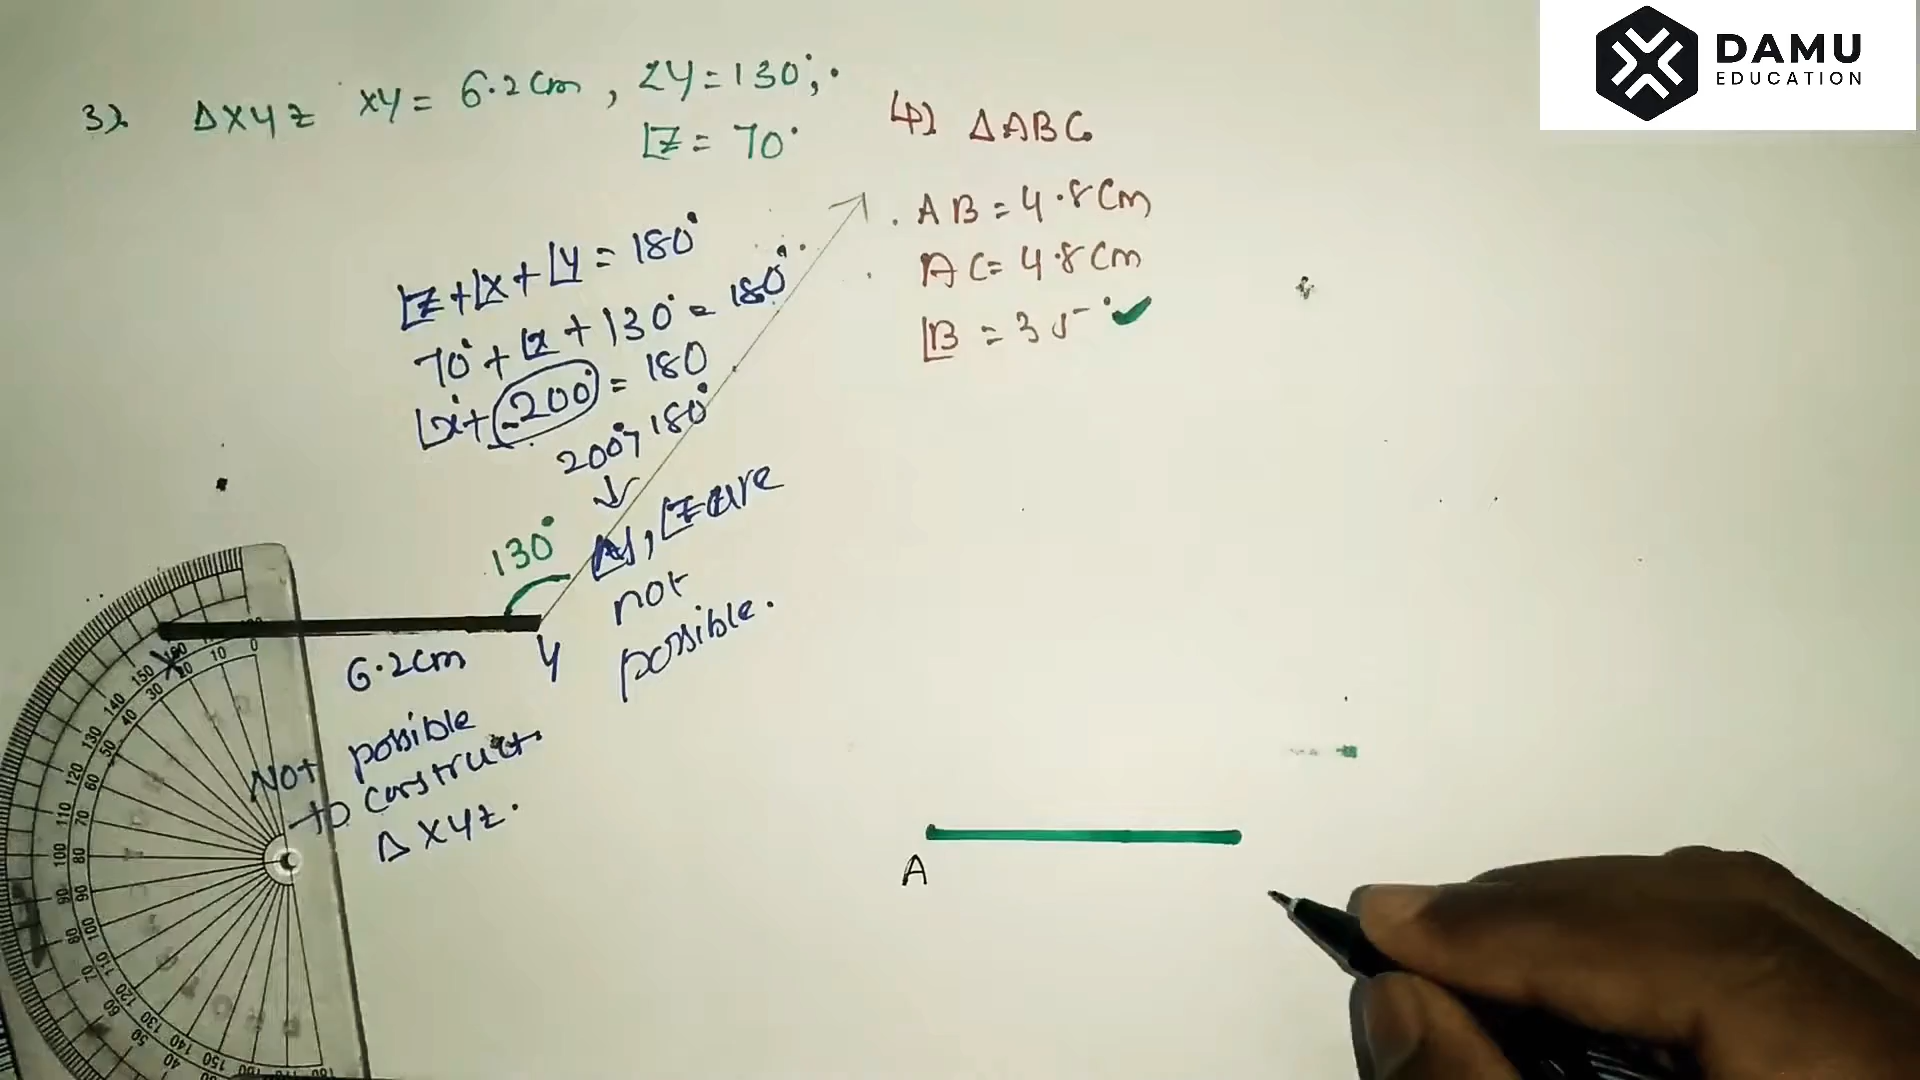 DAMU
EDUCATION
3) ΔXYZ XY = 6.2 cm, ∠Y = 130°,
∠Z = 70°
∠Z + ∠X + ∠Y = 180°
70° + ∠x + 130° = 180°
∠x + 200° = 180
200° > 180°
∠Z are
not
possible.
130°
6.2 cm
Y
X
Not possible
to construct
Δ XYZ.
4) ΔABC
AB = 4.8 cm
AC = 4.8 cm
∠B = 35° ✓
A